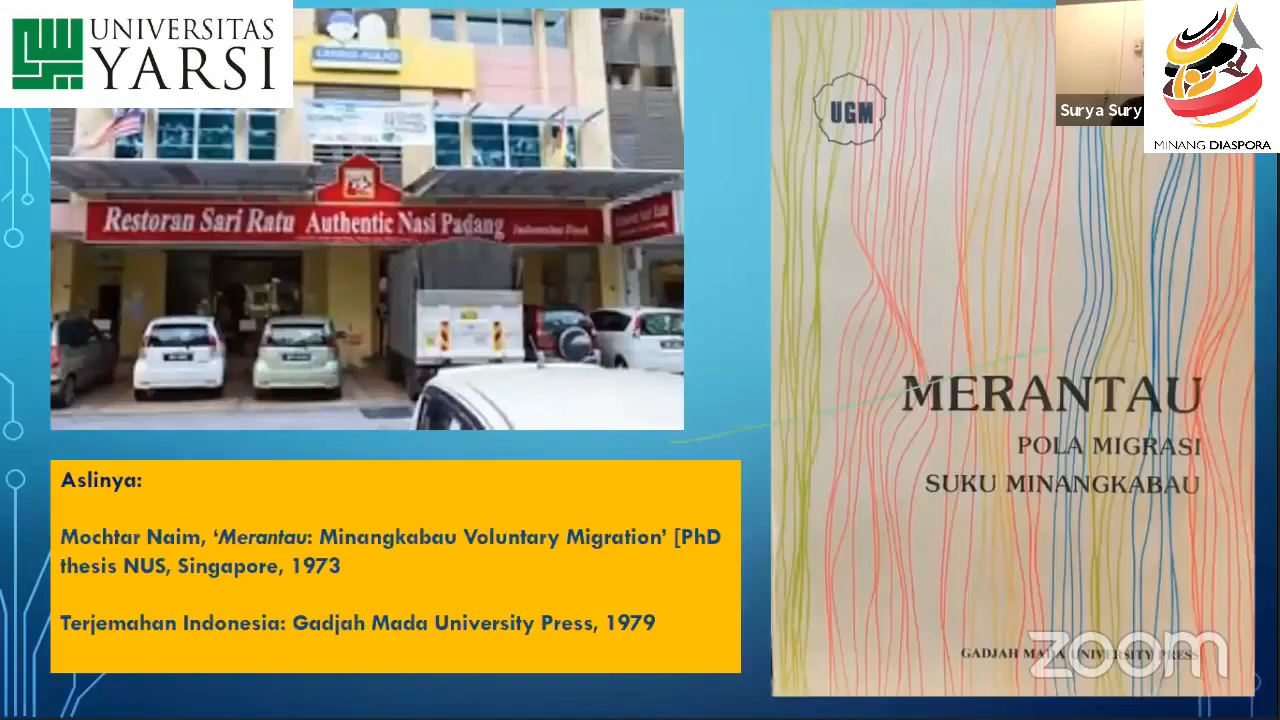 UNIVERSITAS
YARSI
Restoran Sari Ratu Authentic Nasi Padang
UGM
Surya Sury
MINANG DIASPORA
MERANTAU
POLA MIGRASI
SUKU MINANGKABAU
GADJAH MADA UNIVERSITY PRESS
zoom
Aslinya:
Mochtar Naim, ‘Merantau: Minangkabau Voluntary Migration’ [PhD
thesis NUS, Singapore, 1973
Terjemahan Indonesia: Gadjah Mada University Press, 1979